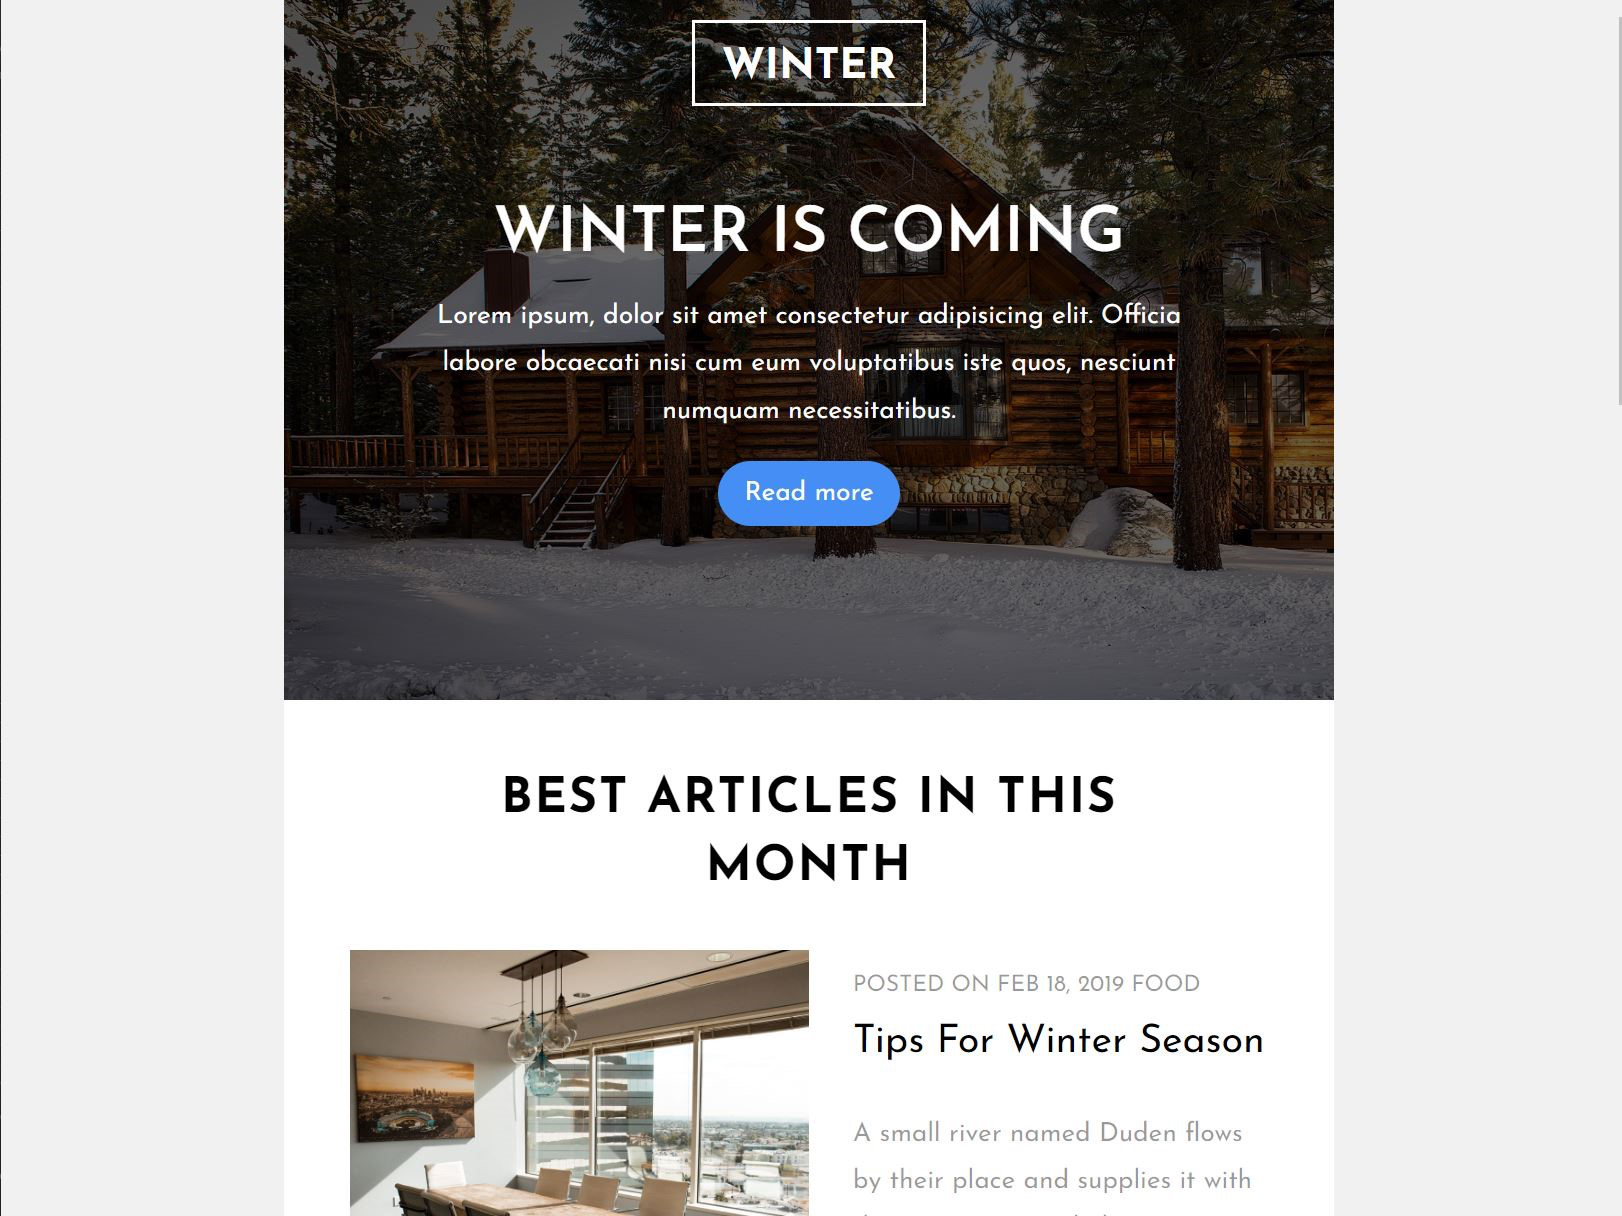 WINTER
WINTER IS COMING
Lorem ipsum, dolor sit amet consectetur adipisicing elit. Officia
labore obcaecati nisi cum eum voluptatibus iste quos, nesciunt
numquam necessitatibus.
Read more
BEST ARTICLES IN THIS
MONTH
POSTED ON FEB 18, 2019 FOOD
Tips For Winter Season
A small river named Duden flows
by their place and supplies it with